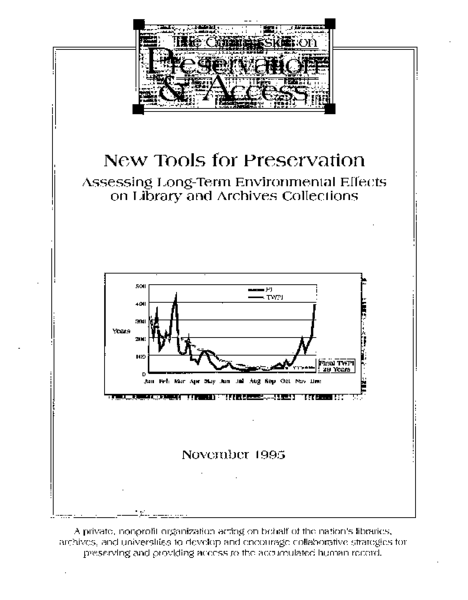 The Commission on
Preservation
& Access
New Tools for Preservation
Assessing Long-Term Environmental Effects
on Library and Archives Collections
500
400
300
200
100
0
Years
PI
TWPI
Jan Feb Mar Apr May Jun Jul Aug Sep Oct Nov Dec
Final TWPI
29 Years
November 1995
A private, nonprofit organization acting on behalf of the nation's libraries,
archives, and universities to develop and encourage collaborative strategies for
preserving and providing access to the accumulated human record.